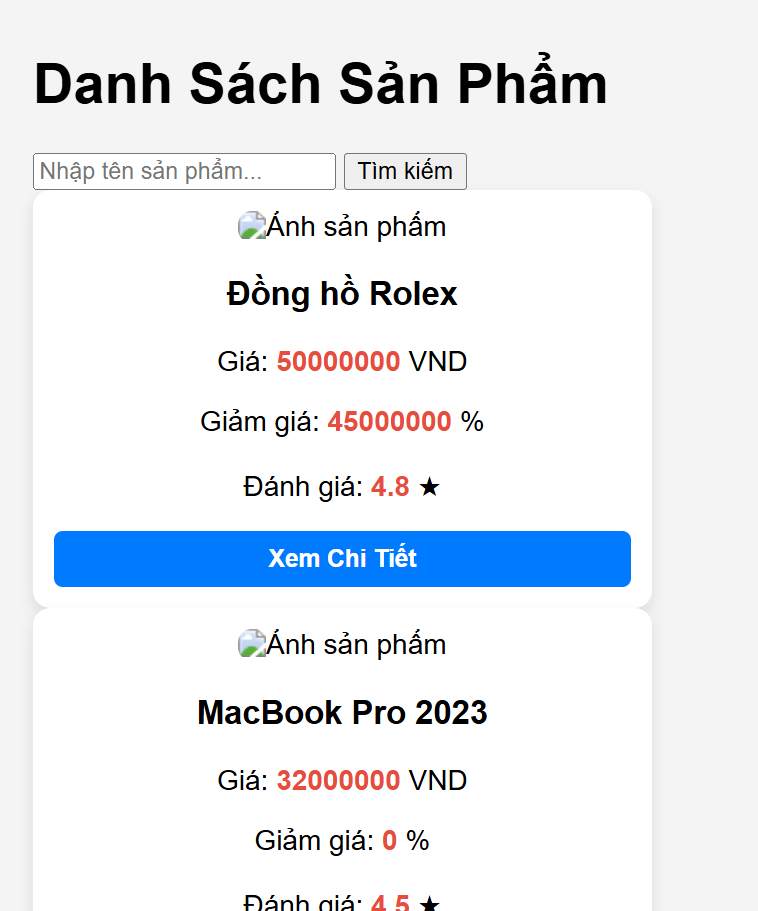 Danh Sách Sản Phẩm
Nhập tên sản phẩm... Tìm kiếm
Ảnh sản phẩm
Đồng hồ Rolex
Giá: 50000000 VND
Giảm giá: 45000000 %
Đánh giá: 4.8 ★
Xem Chi Tiết
Ảnh sản phẩm
MacBook Pro 2023
Giá: 32000000 VND
Giảm giá: 0 %
Đánh giá: 4.5 ★